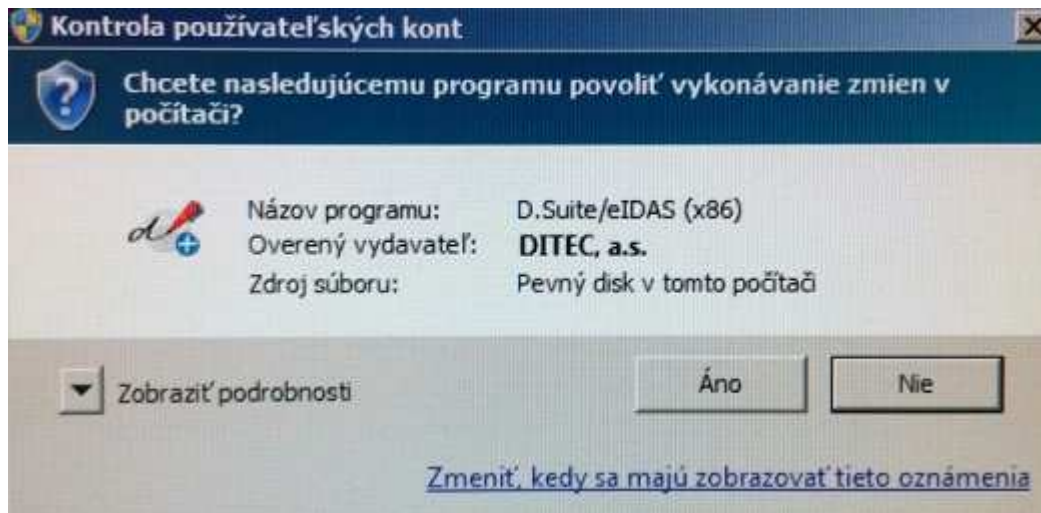 Kontrola používateľských kont
Chcete nasledujúcemu programu povoliť vykonávanie zmien v
počítači?
Názov programu: D.Suite/eIDAS (x86)
Overený vydavateľ: DITEC, a.s.
Zdroj súboru: Pevný disk v tomto počítači
Zobraziť podrobnosti Áno Nie
Zmeniť, kedy sa majú zobrazovať tieto oznámenia